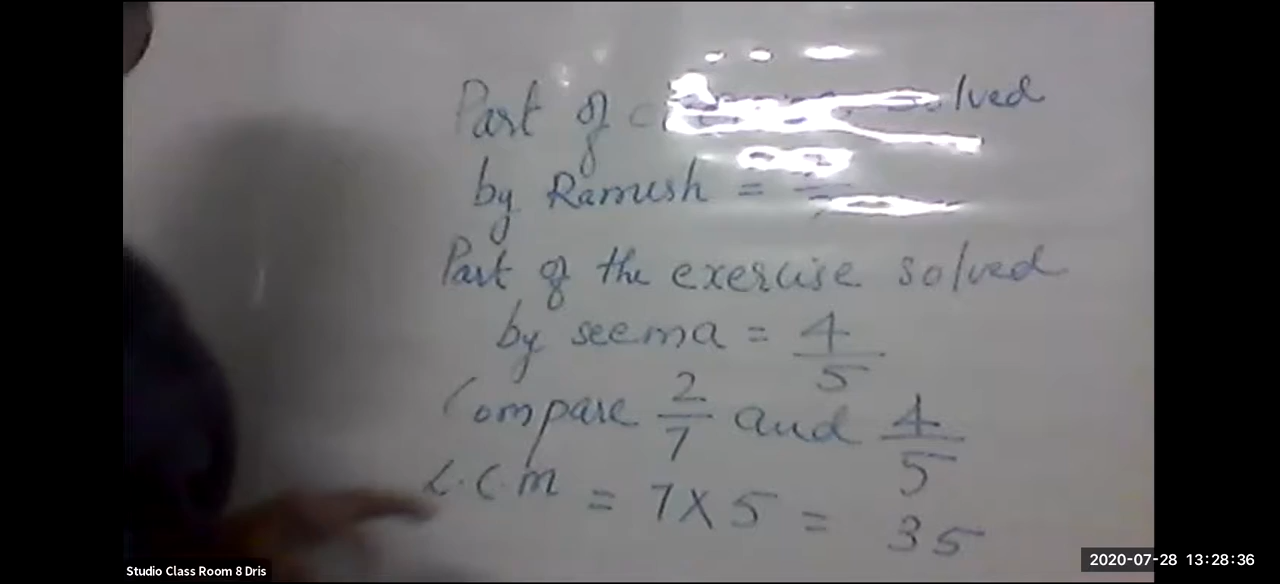 Part of solved
by Ramesh =
Part of the exercise solved
by seema = 4/5
Compare 2/7 and 4/5
L.C.M = 7 X 5 = 35
Studio Class Room 8 Dris
2020-07-28 13:28:36